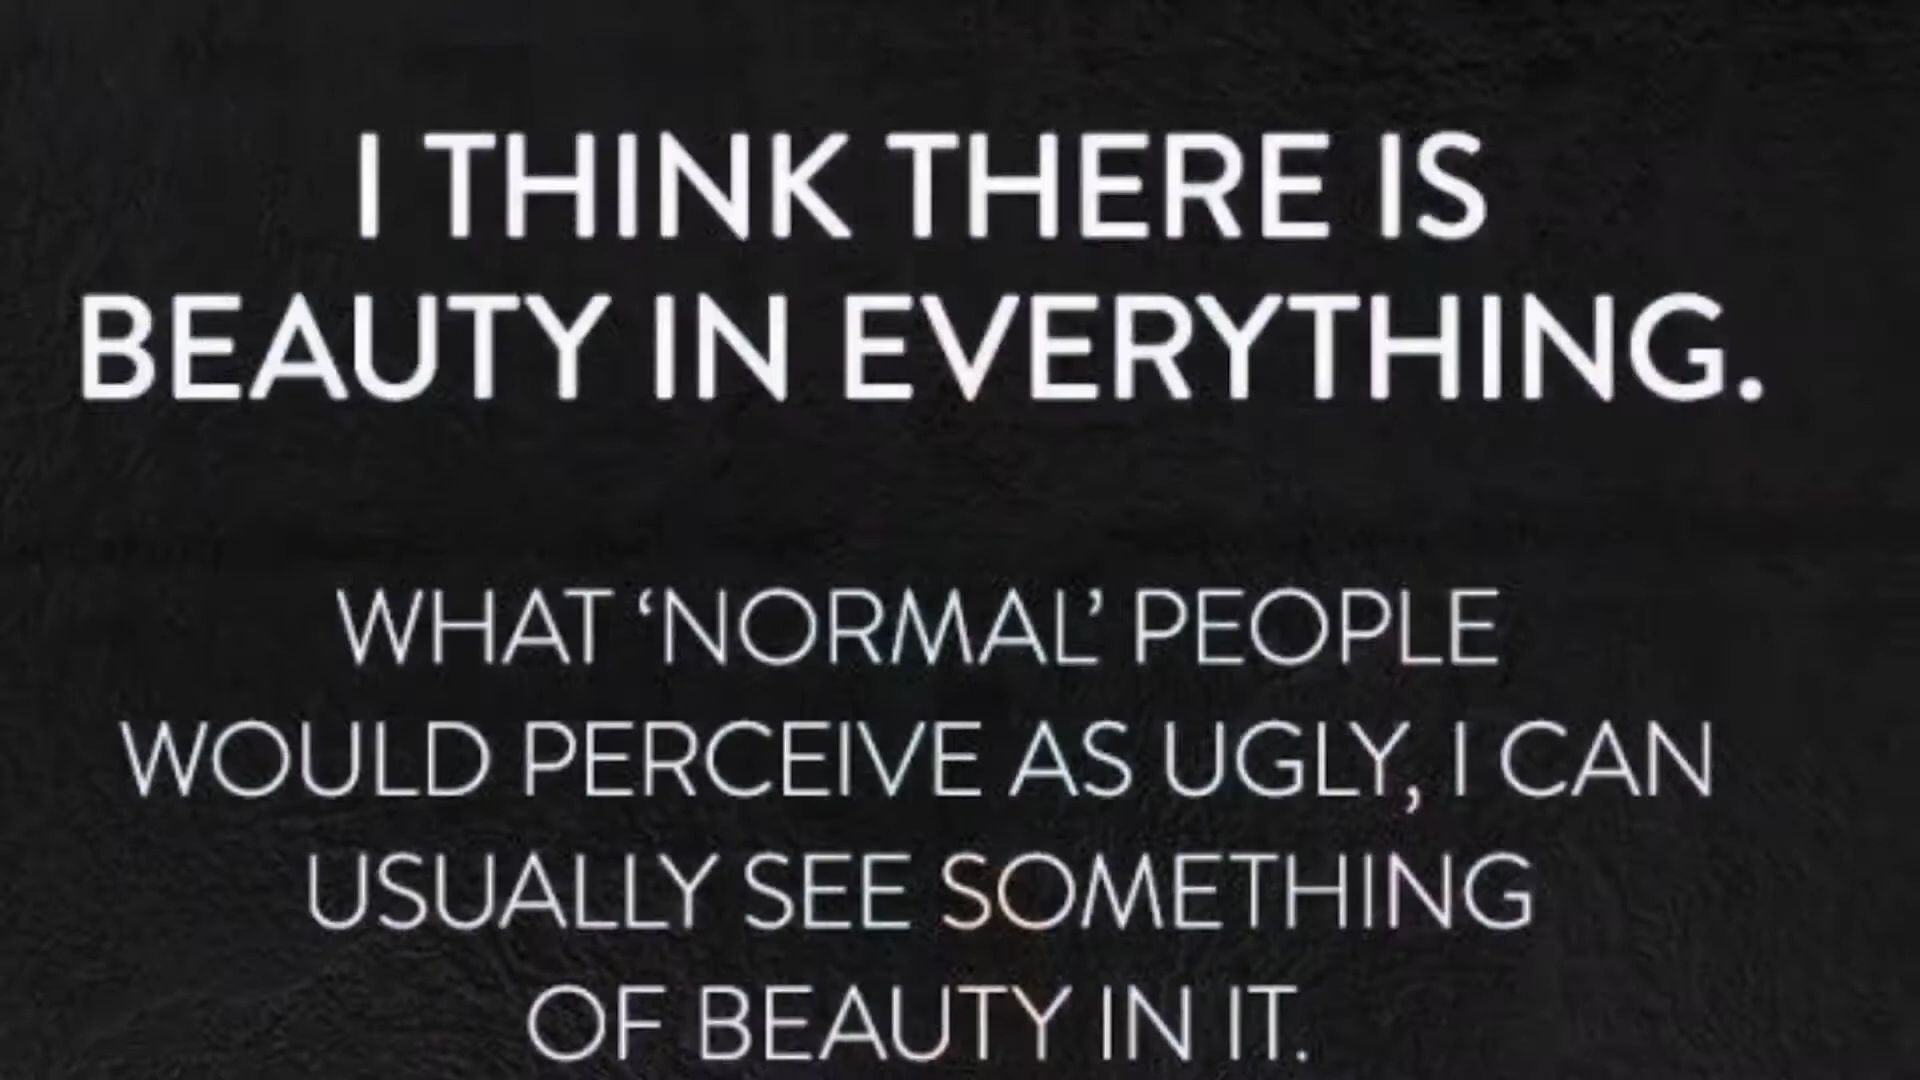 I THINK THERE IS
BEAUTY IN EVERYTHING.
WHAT ‘NORMAL’ PEOPLE
WOULD PERCEIVE AS UGLY, I CAN
USUALLY SEE SOMETHING
OF BEAUTY IN IT.